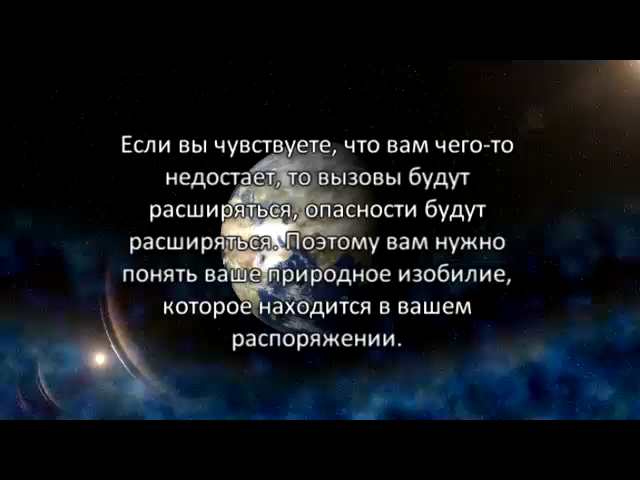 Если вы чувствуете, что вам чего-то
недостает, то вызовы будут
расширяться, опасности будут
расширяться. Поэтому вам нужно
понять ваше природное изобилие,
которое находится в вашем
распоряжении.